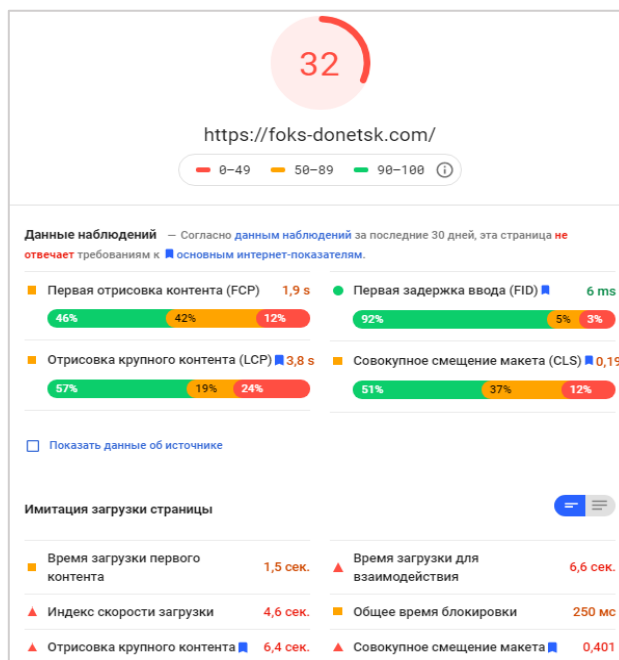 32
https://foks-donetsk.com/
0–49 50–89 90–100
Данные наблюдений — Согласно данным наблюдений за последние 30 дней, эта страница не
отвечает требованиям к основным интернет-показателям.
Первая отрисовка контента (FCP) 1,9 s
46% 42% 12%
Первая задержка ввода (FID) 6 ms
92% 5% 3%
Отрисовка крупного контента (LCP) 3,8 s
57% 19% 24%
Совокупное смещение макета (CLS) 0,19
51% 37% 12%
Показать данные об источнике
Имитация загрузки страницы
Время загрузки первого
контента 1,5 сек.
Время загрузки для
взаимодействия 6,6 сек.
Индекс скорости загрузки 4,6 сек.
Общее время блокировки 250 мс
Отрисовка крупного контента 6,4 сек.
Совокупное смещение макета 0,401